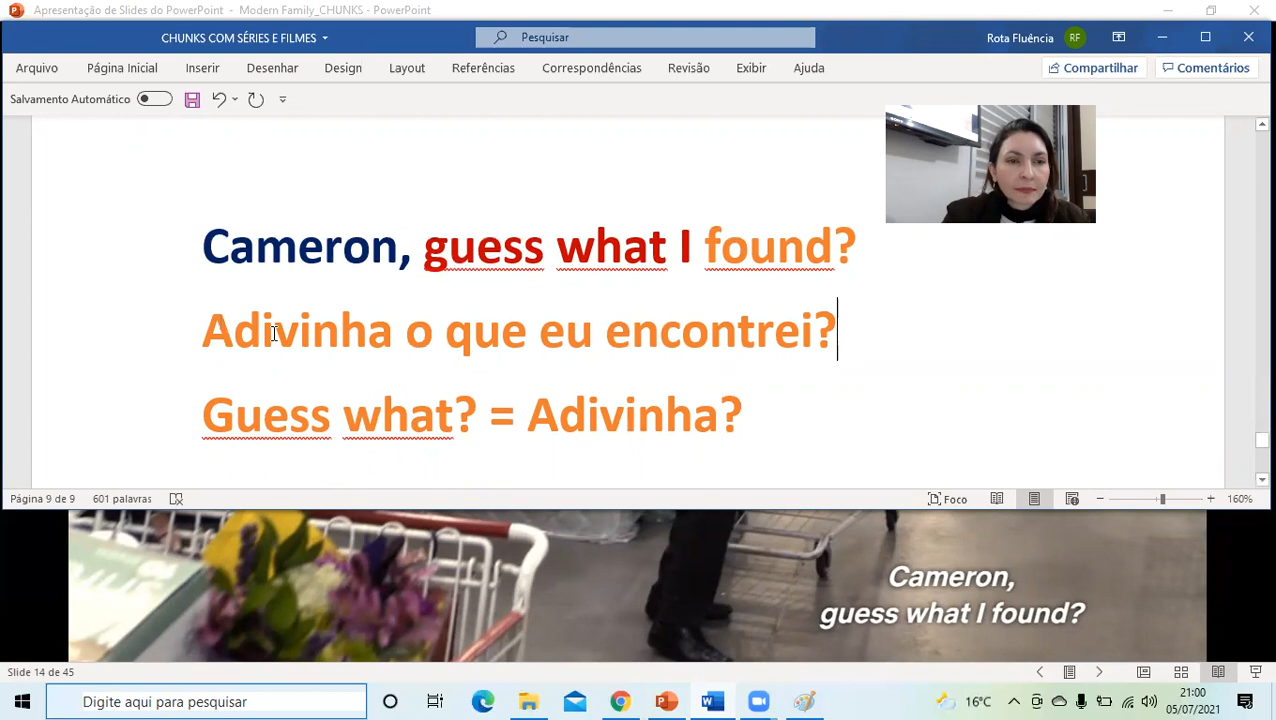 Apresentação de Slides do PowerPoint - Modern Family_CHUNKS - PowerPoint
CHUNKS COM SÉRIES E FILMES
Pesquisar
Rota Fluência
RF
Arquivo Página Inicial Inserir Desenhar Design Layout Referências Correspondências Revisão Exibir Ajuda Compartilhar Comentários
Salvamento Automático
Cameron, guess what I found?
Adivinha o que eu encontrei?
Guess what? = Adivinha?
Página 9 de 9 601 palavras Foco 160%
Cameron,
guess what I found?
Slide 14 de 45
Digite aqui para pesquisar
16°C
21:00
05/07/2021